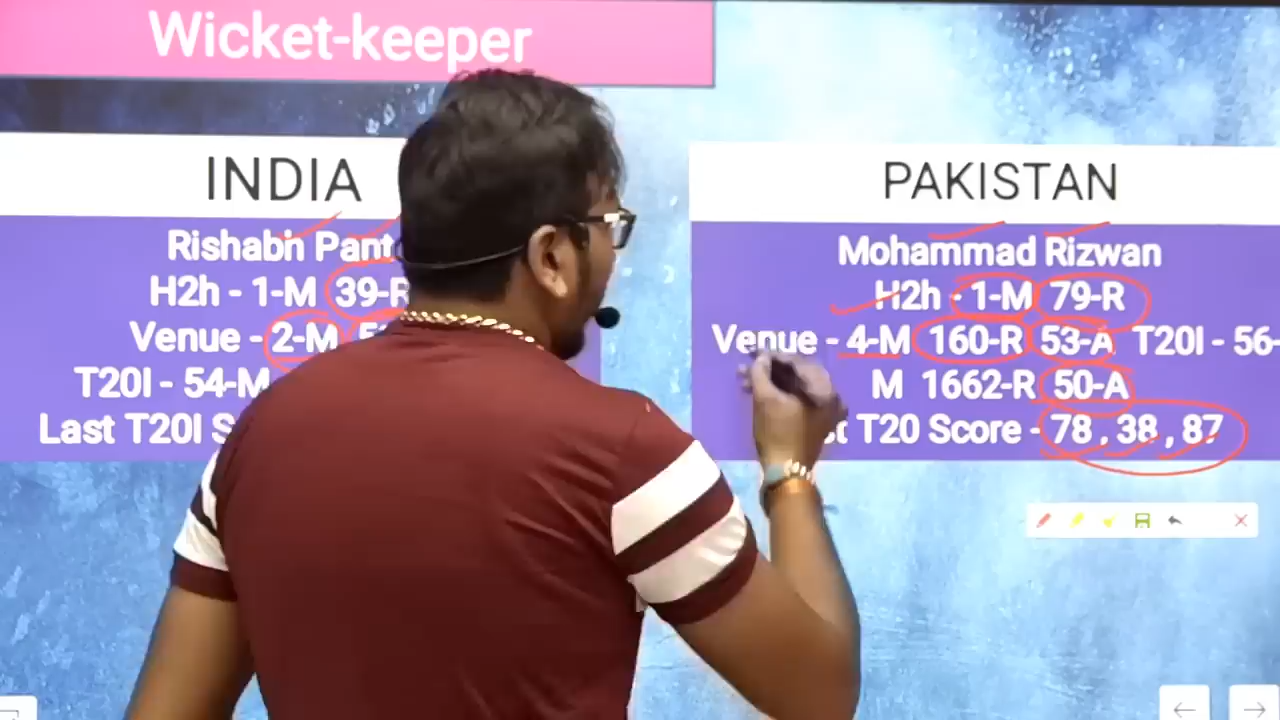 Wicket-keeper
INDIA
Rishabh Pant
H2h - 1-M 39-R
Venue - 2-M
T20I - 54-M
Last T20I
PAKISTAN
Mohammad Rizwan
H2h - 1-M 79-R
Venue - 4-M 160-R 53-A T20I - 56-
M 1662-R 50-A
T20 Score - 78 , 38 , 87